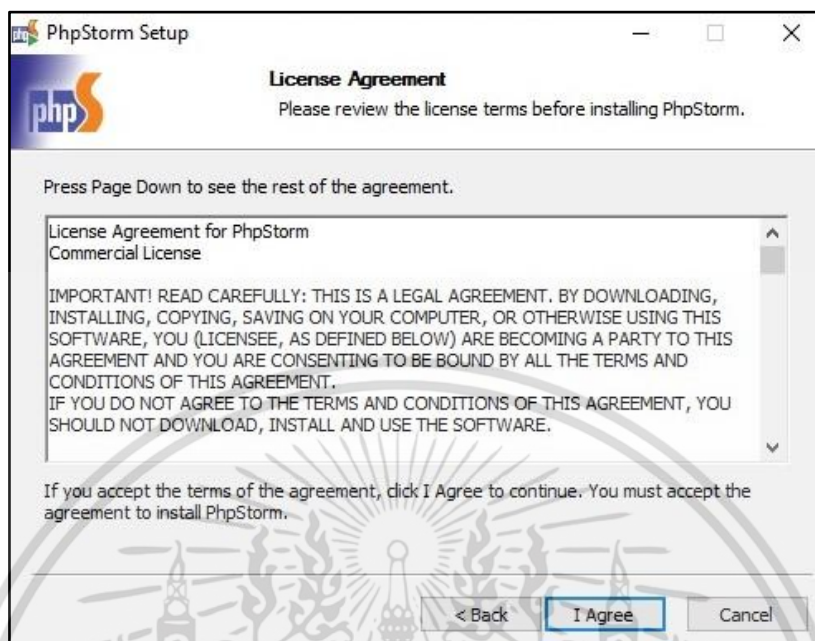 PhpStorm Setup
License Agreement
Please review the license terms before installing PhpStorm.
php
Press Page Down to see the rest of the agreement.
License Agreement for PhpStorm
Commercial License
IMPORTANT! READ CAREFULLY: THIS IS A LEGAL AGREEMENT. BY DOWNLOADING,
INSTALLING, COPYING, SAVING ON YOUR COMPUTER, OR OTHERWISE USING THIS
SOFTWARE, YOU (LICENSEE, AS DEFINED BELOW) ARE BECOMING A PARTY TO THIS
AGREEMENT AND YOU ARE CONSENTING TO BE BOUND BY ALL THE TERMS AND
CONDITIONS OF THIS AGREEMENT.
IF YOU DO NOT AGREE TO THE TERMS AND CONDITIONS OF THIS AGREEMENT, YOU
SHOULD NOT DOWNLOAD, INSTALL AND USE THE SOFTWARE.
If you accept the terms of the agreement, click I Agree to continue. You must accept the
agreement to install PhpStorm.
< Back I Agree Cancel